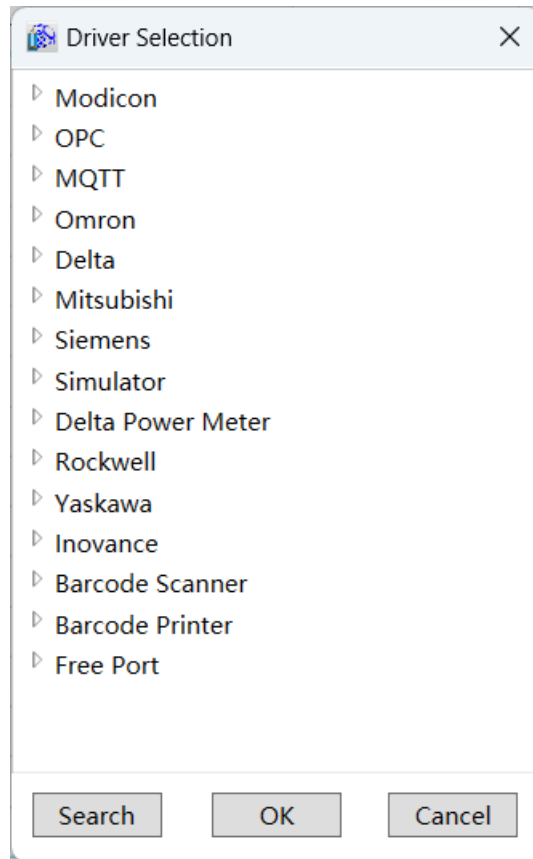 Driver Selection
Modicon
OPC
MQTT
Omron
Delta
Mitsubishi
Siemens
Simulator
Delta Power Meter
Rockwell
Yaskawa
Inovance
Barcode Scanner
Barcode Printer
Free Port
Search OK Cancel